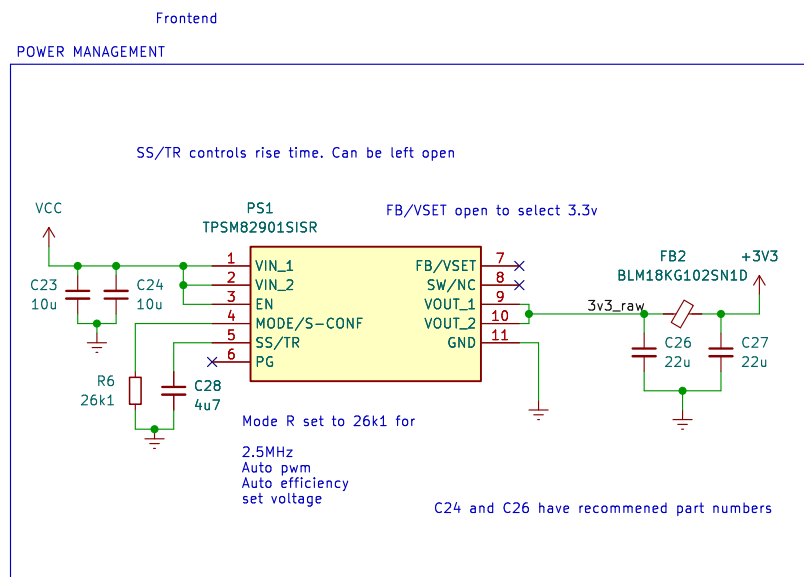 Frontend
POWER MANAGEMENT
SS/TR controls rise time. Can be left open
VCC
PS1
TPSM82901SISR
FB/VSET open to select 3.3v
C23
10u
C24
10u
1 VIN_1
2 VIN_2
3 EN
4 MODE/S-CONF
5 SS/TR
6 PG
FB/VSET 7
SW/NC 8
VOUT_1 9
VOUT_2 10
GND 11
3v3_raw
FB2
BLM18KG102SN1D
+3V3
C26
22u
C27
22u
R6
26k1
C28
4u7
Mode R set to 26k1 for
2.5MHz
Auto pwm
Auto efficiency
set voltage
C24 and C26 have recommened part numbers